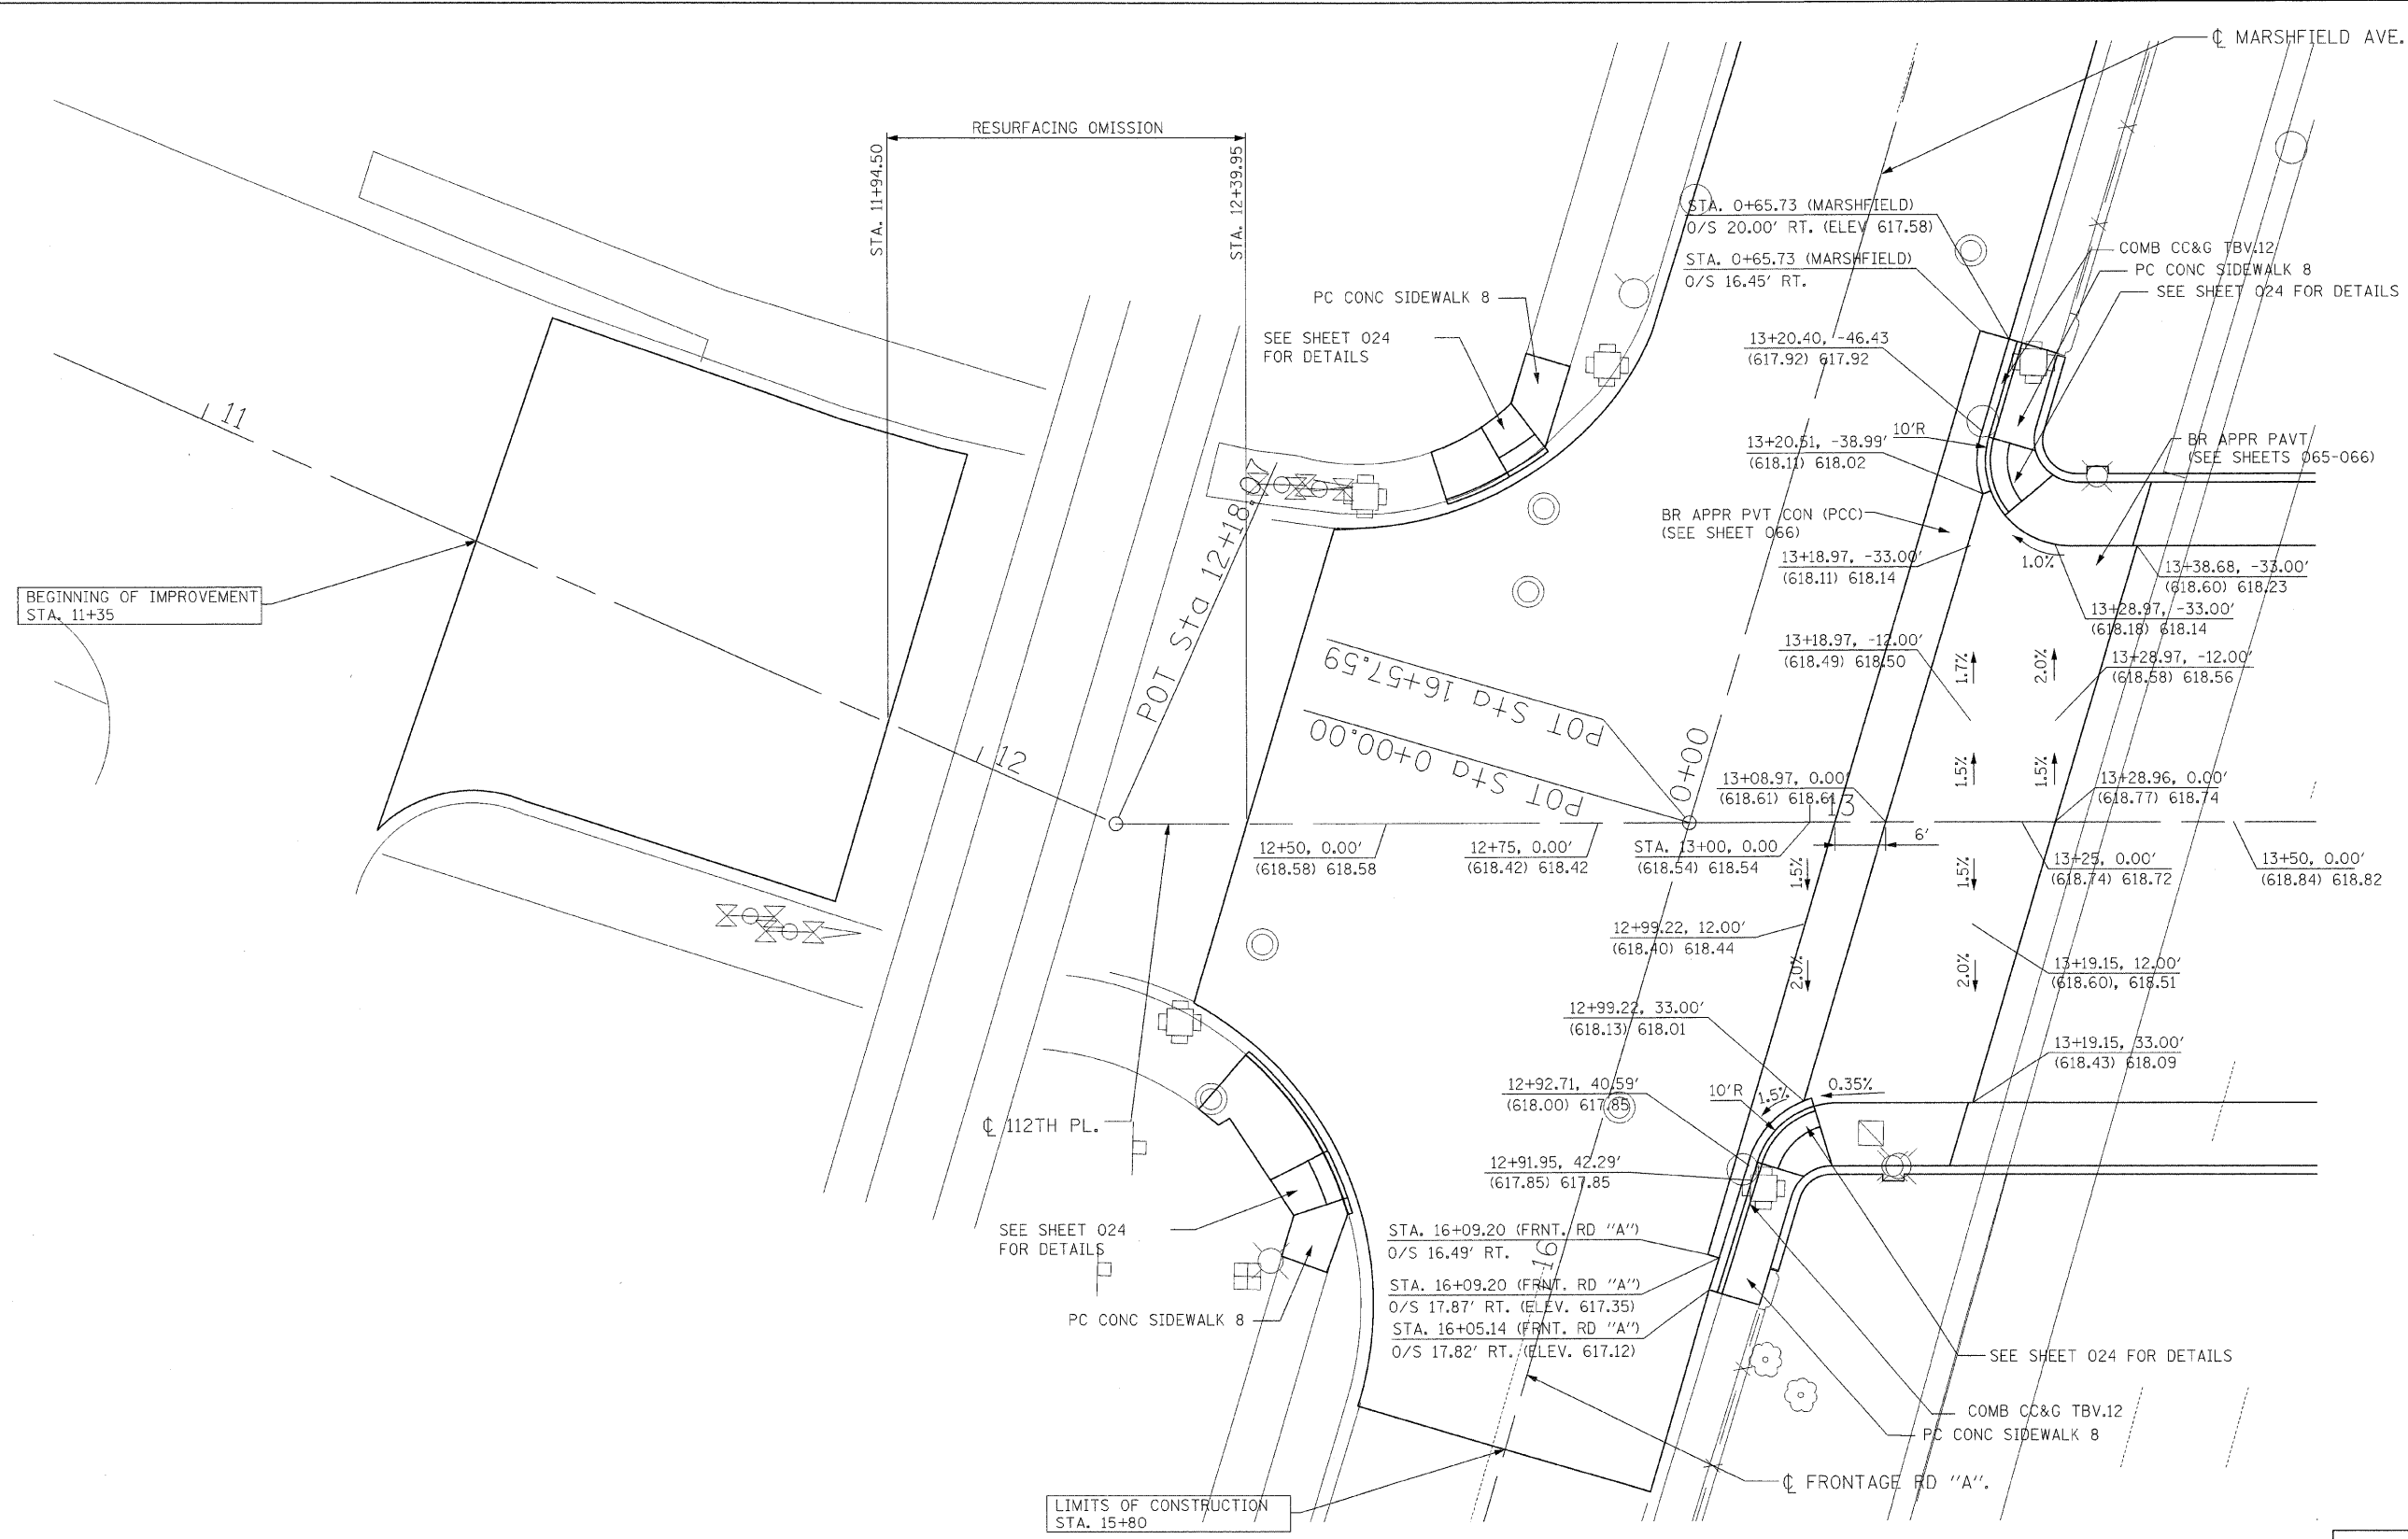 ℄ MARSHFIELD AVE.
RESURFACING OMISSION
STA. 11+94.50
STA. 12+39.95
STA. 0+65.73 (MARSHFIELD)
O/S 20.00' RT. (ELEV 617.58)
STA. 0+65.73 (MARSHFIELD)
O/S 16.45' RT.
COMB CC&G TBV.12
PC CONC SIDEWALK 8
SEE SHEET 024 FOR DETAILS
PC CONC SIDEWALK 8
SEE SHEET 024
FOR DETAILS
13+20.40, -46.43
(617.92) 617.92
11
13+20.51, -38.99'
(618.11) 618.02
10'R
BR APPR PAVT
(SEE SHEETS 065-066)
BR APPR PVT CON (PCC)
(SEE SHEET 066)
13+18.97, -33.00'
(618.11) 618.14
1.0%
13+38.68, -33.00'
(618.60) 618.23
13+28.97, -33.00'
(618.18) 618.14
BEGINNING OF IMPROVEMENT
STA. 11+35
POT Sta 12+18.
POT Sta 16+57.59
POT Sta 0+00.00
13+18.97, -12.00'
(618.49) 618.50
1.7%
2.0%
13+28.97, -12.00'
(618.58) 618.56
12
0+00
13+08.97, 0.00'
(618.61) 618.61
13
1.5%
1.5%
13+28.96, 0.00'
(618.77) 618.74
6'
12+50, 0.00'
(618.58) 618.58
12+75, 0.00'
(618.42) 618.42
STA. 13+00, 0.00
(618.54) 618.54
1.5%
1.5%
13+25, 0.00'
(618.74) 618.72
13+50, 0.00'
(618.84) 618.82
12+99.22, 12.00'
(618.40) 618.44
2.0%
2.0%
13+19.15, 12.00'
(618.60), 618.51
12+99.22, 33.00'
(618.13) 618.01
13+19.15, 33.00'
(618.43) 618.09
12+92.71, 40.59'
(618.00) 617.85
10'R
1.5%
0.35%
℄ 112TH PL.
12+91.95, 42.29'
(617.85) 617.85
SEE SHEET 024
FOR DETAILS
STA. 16+09.20 (FRNT. RD "A")
O/S 16.49' RT.
16
STA. 16+09.20 (FRNT. RD "A")
O/S 17.87' RT. (ELEV. 617.35)
PC CONC SIDEWALK 8
STA. 16+05.14 (FRNT. RD "A")
O/S 17.82' RT. (ELEV. 617.12)
SEE SHEET 024 FOR DETAILS
COMB CC&G TBV.12
PC CONC SIDEWALK 8
℄ FRONTAGE RD "A".
LIMITS OF CONSTRUCTION
STA. 15+80